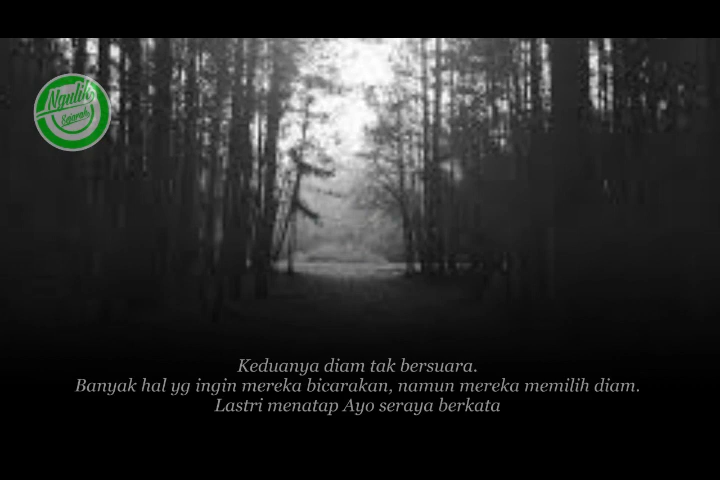 Ngulik
Sejarah
Keduanya diam tak bersuara.
Banyak hal yg ingin mereka bicarakan, namun mereka memilih diam.
Lastri menatap Ayo seraya berkata